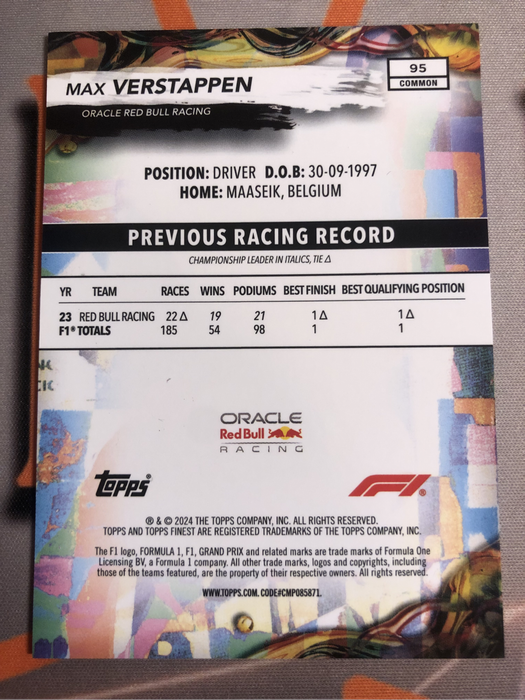 95
COMMON
MAX VERSTAPPEN
ORACLE RED BULL RACING
POSITION: DRIVER D.O.B: 30-09-1997
HOME: MAASEIK, BELGIUM
PREVIOUS RACING RECORD
CHAMPIONSHIP LEADER IN ITALICS, TIE Δ
YR TEAM RACES WINS PODIUMS BEST FINISH BEST QUALIFYING POSITION
23 RED BULL RACING 22 Δ 19 21 1 Δ 1 Δ
F1® TOTALS 185 54 98 1 1
ORACLE
Red Bull
RACING
topps®
F1®
® & © 2024 THE TOPPS COMPANY, INC. ALL RIGHTS RESERVED.
TOPPS AND TOPPS FINEST ARE REGISTERED TRADEMARKS OF THE TOPPS COMPANY, INC.
The F1 logo, FORMULA 1, F1, GRAND PRIX and related marks are trade marks of Formula One
Licensing BV, a Formula 1 company. All other trade marks, logos and copyrights, including
those of the teams featured, are the property of their respective owners. All rights reserved.
WWW.TOPPS.COM. CODE#CMP085871.